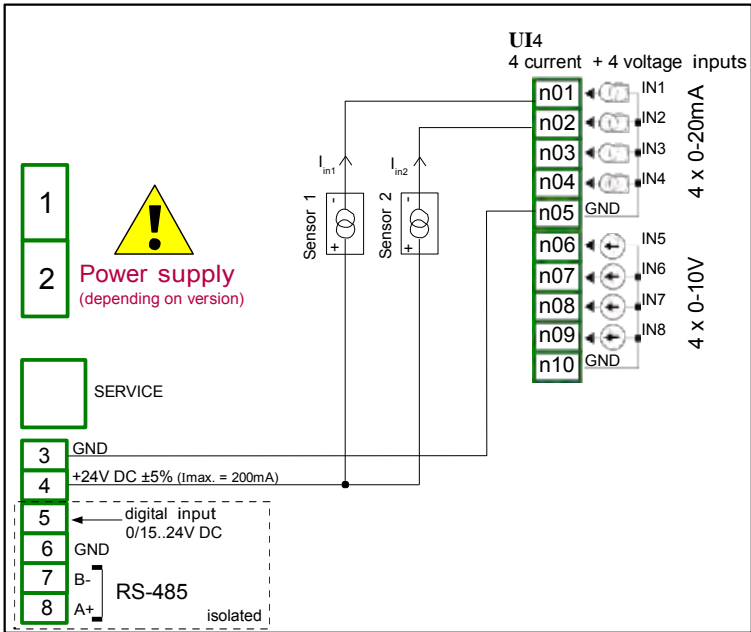 UI4
4 current + 4 voltage inputs
n01 IN1
n02 IN2
n03 IN3
n04 IN4
n05 GND
4 x 0-20mA
n06 IN5
n07 IN6
n08 IN7
n09 IN8
n10 GND
4 x 0-10V
Iin1
Iin2
Sensor 1
- +
Sensor 2
- +
1
2
!
Power supply
(depending on version)
SERVICE
3 GND
4 +24V DC ±5% (Imax. = 200mA)
5 digital input
0/15..24V DC
6 GND
7 B-
8 A+
RS-485
isolated